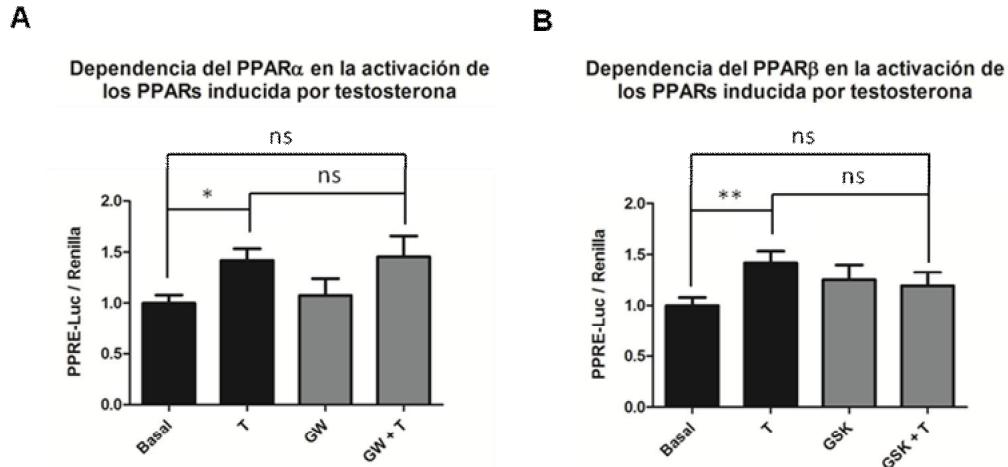 A
Dependencia del PPARα en la activación de
los PPARs inducida por testosterona
ns
ns
*
PPRE-Luc / Renilla
2.0
1.5
1.0
0.5
0.0
Basal
T
GW
GW + T
B
Dependencia del PPARβ en la activación de
los PPARs inducida por testosterona
ns
ns
**
PPRE-Luc / Renilla
2.0
1.5
1.0
0.5
0.0
Basal
T
GSK
GSK + T